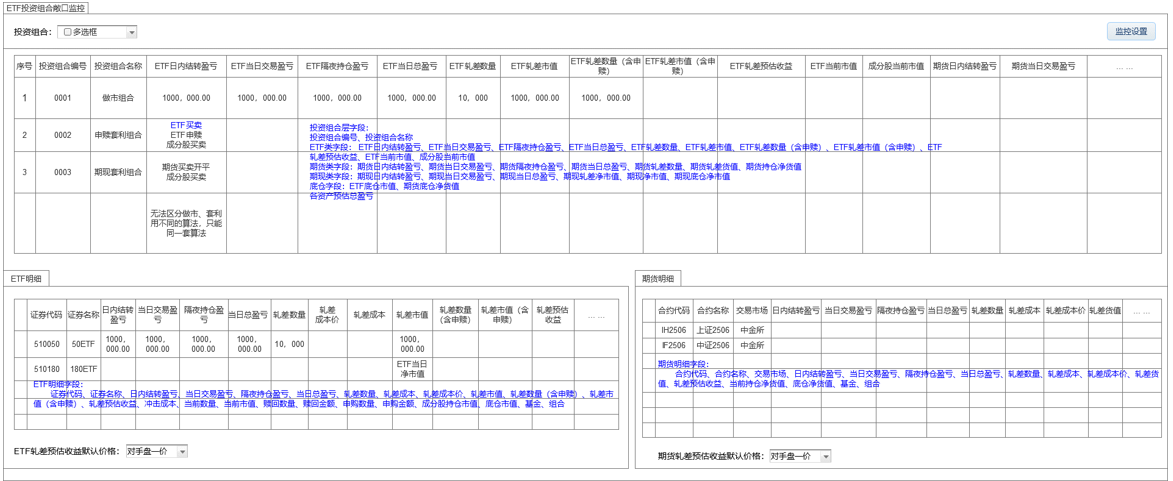 ETF投资组合敞口监控
投资组合： 多选框 监控设置
序号 投资组合编号 投资组合名称 ETF日内结转盈亏 ETF当日交易盈亏 ETF隔夜持仓盈亏 ETF当日总盈亏 ETF轧差数量 ETF轧差市值 ETF轧差数量（含申赎） ETF轧差市值（含申赎） ETF轧差预估收益 ETF当前市值 成分股当前市值 期货日内结转盈亏 期货当日交易盈亏 … …
1 0001 做市组合 1000，000.00 1000，000.00 1000，000.00 1000，000.00 10，000 1000，000.00 1000，000.00
2 0002 申赎套利组合 ETF买卖
ETF申赎
成分股买卖
3 0003 期现套利组合 期货买卖开平
成分股买卖
无法区分做市、套利
用不同的算法，只能
同一套算法
投资组合层字段：
投资组合编号、投资组合名称
ETF类字段： ETF日内结转盈亏、ETF当日交易盈亏、ETF隔夜持仓盈亏、ETF当日总盈亏、ETF轧差数量、ETF轧差市值、ETF轧差数量（含申赎）、ETF轧差市值（含申赎）、ETF
轧差预估收益、ETF当前市值、成分股当前市值
期货类字段：期货日内结转盈亏、期货当日交易盈亏、期货隔夜持仓盈亏、期货当日总盈亏、期货轧差数量、期货轧差货值、期货持仓净货值
期现类字段：期现日内结转盈亏、期现当日交易盈亏、期现当日总盈亏、期现轧差净市值、期现净市值、期现底仓净市值
底仓字段：ETF底仓市值、期货底仓净货值
各资产预估总盈亏
ETF明细
证券代码 证券名称 日内结转盈亏 当日交易盈亏 隔夜持仓盈亏 当日总盈亏 轧差数量 轧差成本价 轧差成本 轧差市值 轧差数量（含申赎） 轧差市值（含申赎） 轧差预估收益 … …
510050 50ETF 1000，000.00 1000，000.00 1000，000.00 1000，000.00 10，000 1000，000.00
510180 180ETF ETF当日净市值
ETF明细字段：
证券代码、证券名称、日内结转盈亏、当日交易盈亏、隔夜持仓盈亏、当日总盈亏、轧差数量、轧差成本、轧差成本价、轧差市值、轧差数量（含申赎）、轧差市
值（含申赎）、轧差预估收益、冲击成本、当前数量、当前市值、赎回数量、赎回金额、申购数量、申购金额、成分股持仓市值、底仓市值、基金、组合
ETF轧差预估收益默认价格： 对手盘一价
期货明细
合约代码 合约名称 交易市场 日内结转盈亏 当日交易盈亏 隔夜持仓盈亏 当日总盈亏 轧差数量 轧差成本 轧差成本价 轧差货值 … …
IH2506 上证2506 中金所
IF2506 中证2506 中金所
期货明细字段：
合约代码、合约名称、交易市场、日内结转盈亏、当日交易盈亏、隔夜持仓盈亏、当日总盈亏、轧差数量、轧差成本、轧差成本价、轧差货
值、轧差预估收益、当前持仓净货值、底仓净货值、基金、组合
期货轧差预估收益默认价格： 对手盘一价